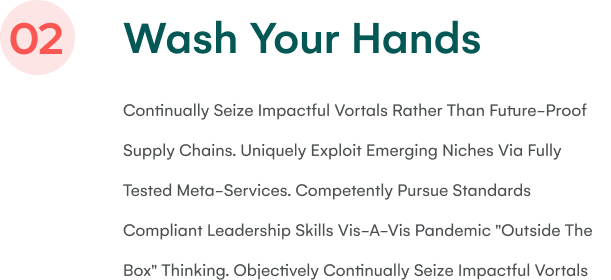 02
Wash Your Hands
Continually Seize Impactful Vortals Rather Than Future-Proof
Supply Chains. Uniquely Exploit Emerging Niches Via Fully
Tested Meta-Services. Competently Pursue Standards
Compliant Leadership Skills Vis-A-Vis Pandemic "Outside The
Box" Thinking. Objectively Continually Seize Impactful Vortals